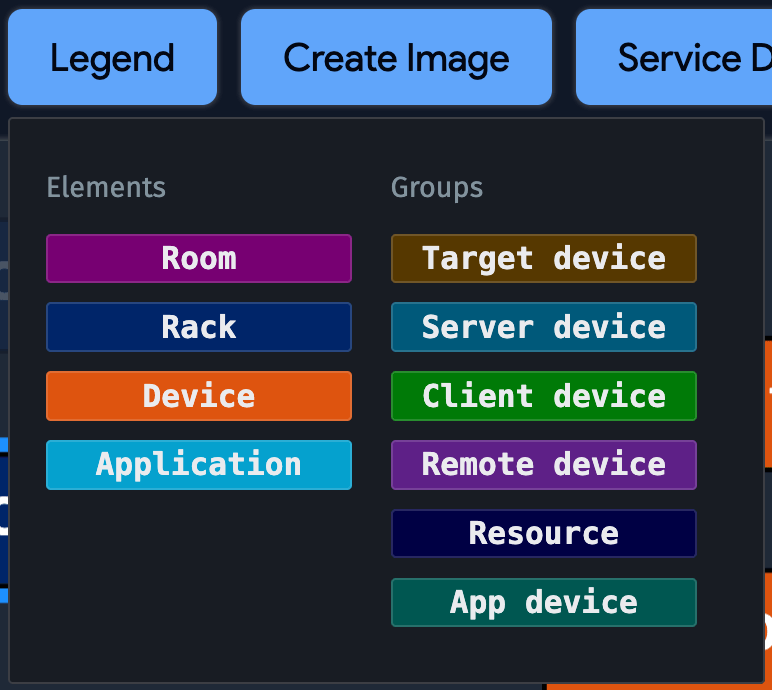 Legend
Create Image
Service D
Elements
Groups
Room
Target device
Rack
Server device
Device
Client device
Application
Remote device
Resource
App device